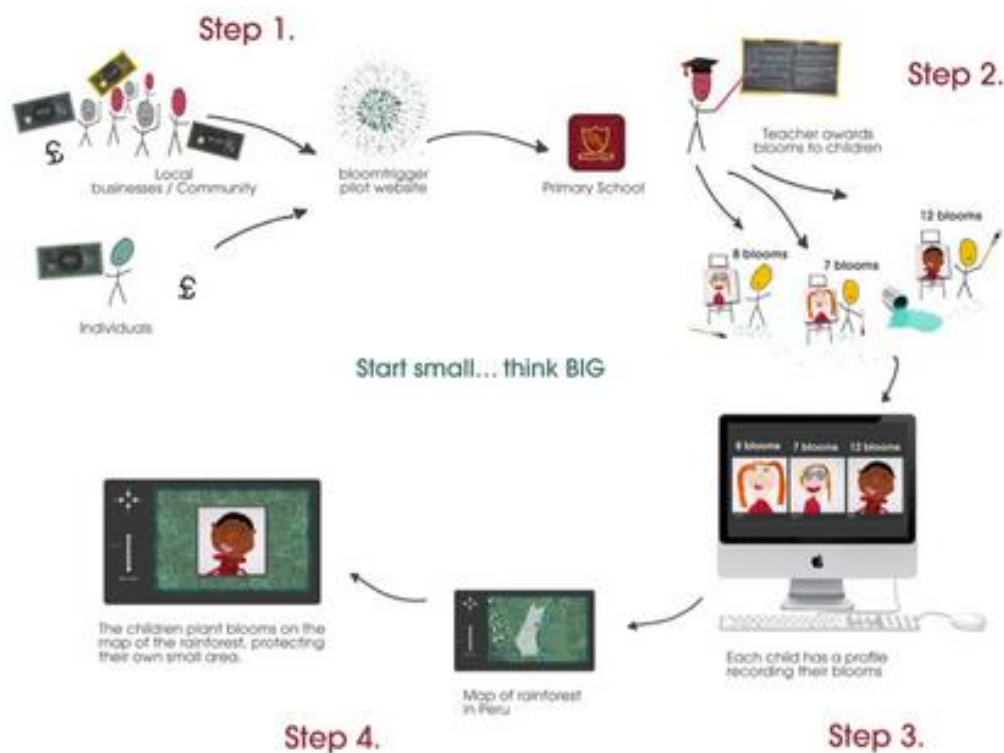 Step 1.
£
Local
businesses / Community
bloomtrigger
pilot website
Primary School
£
Individuals
Step 2.
Teacher awards
blooms to children
8 blooms
7 blooms
12 blooms
Start small... think BIG
8 blooms
7 blooms
12 blooms
Each child has a profile
recording their blooms
Step 3.
Map of rainforest
in Peru
The children plant blooms on the
map of the rainforest, protecting
their own small area.
Step 4.